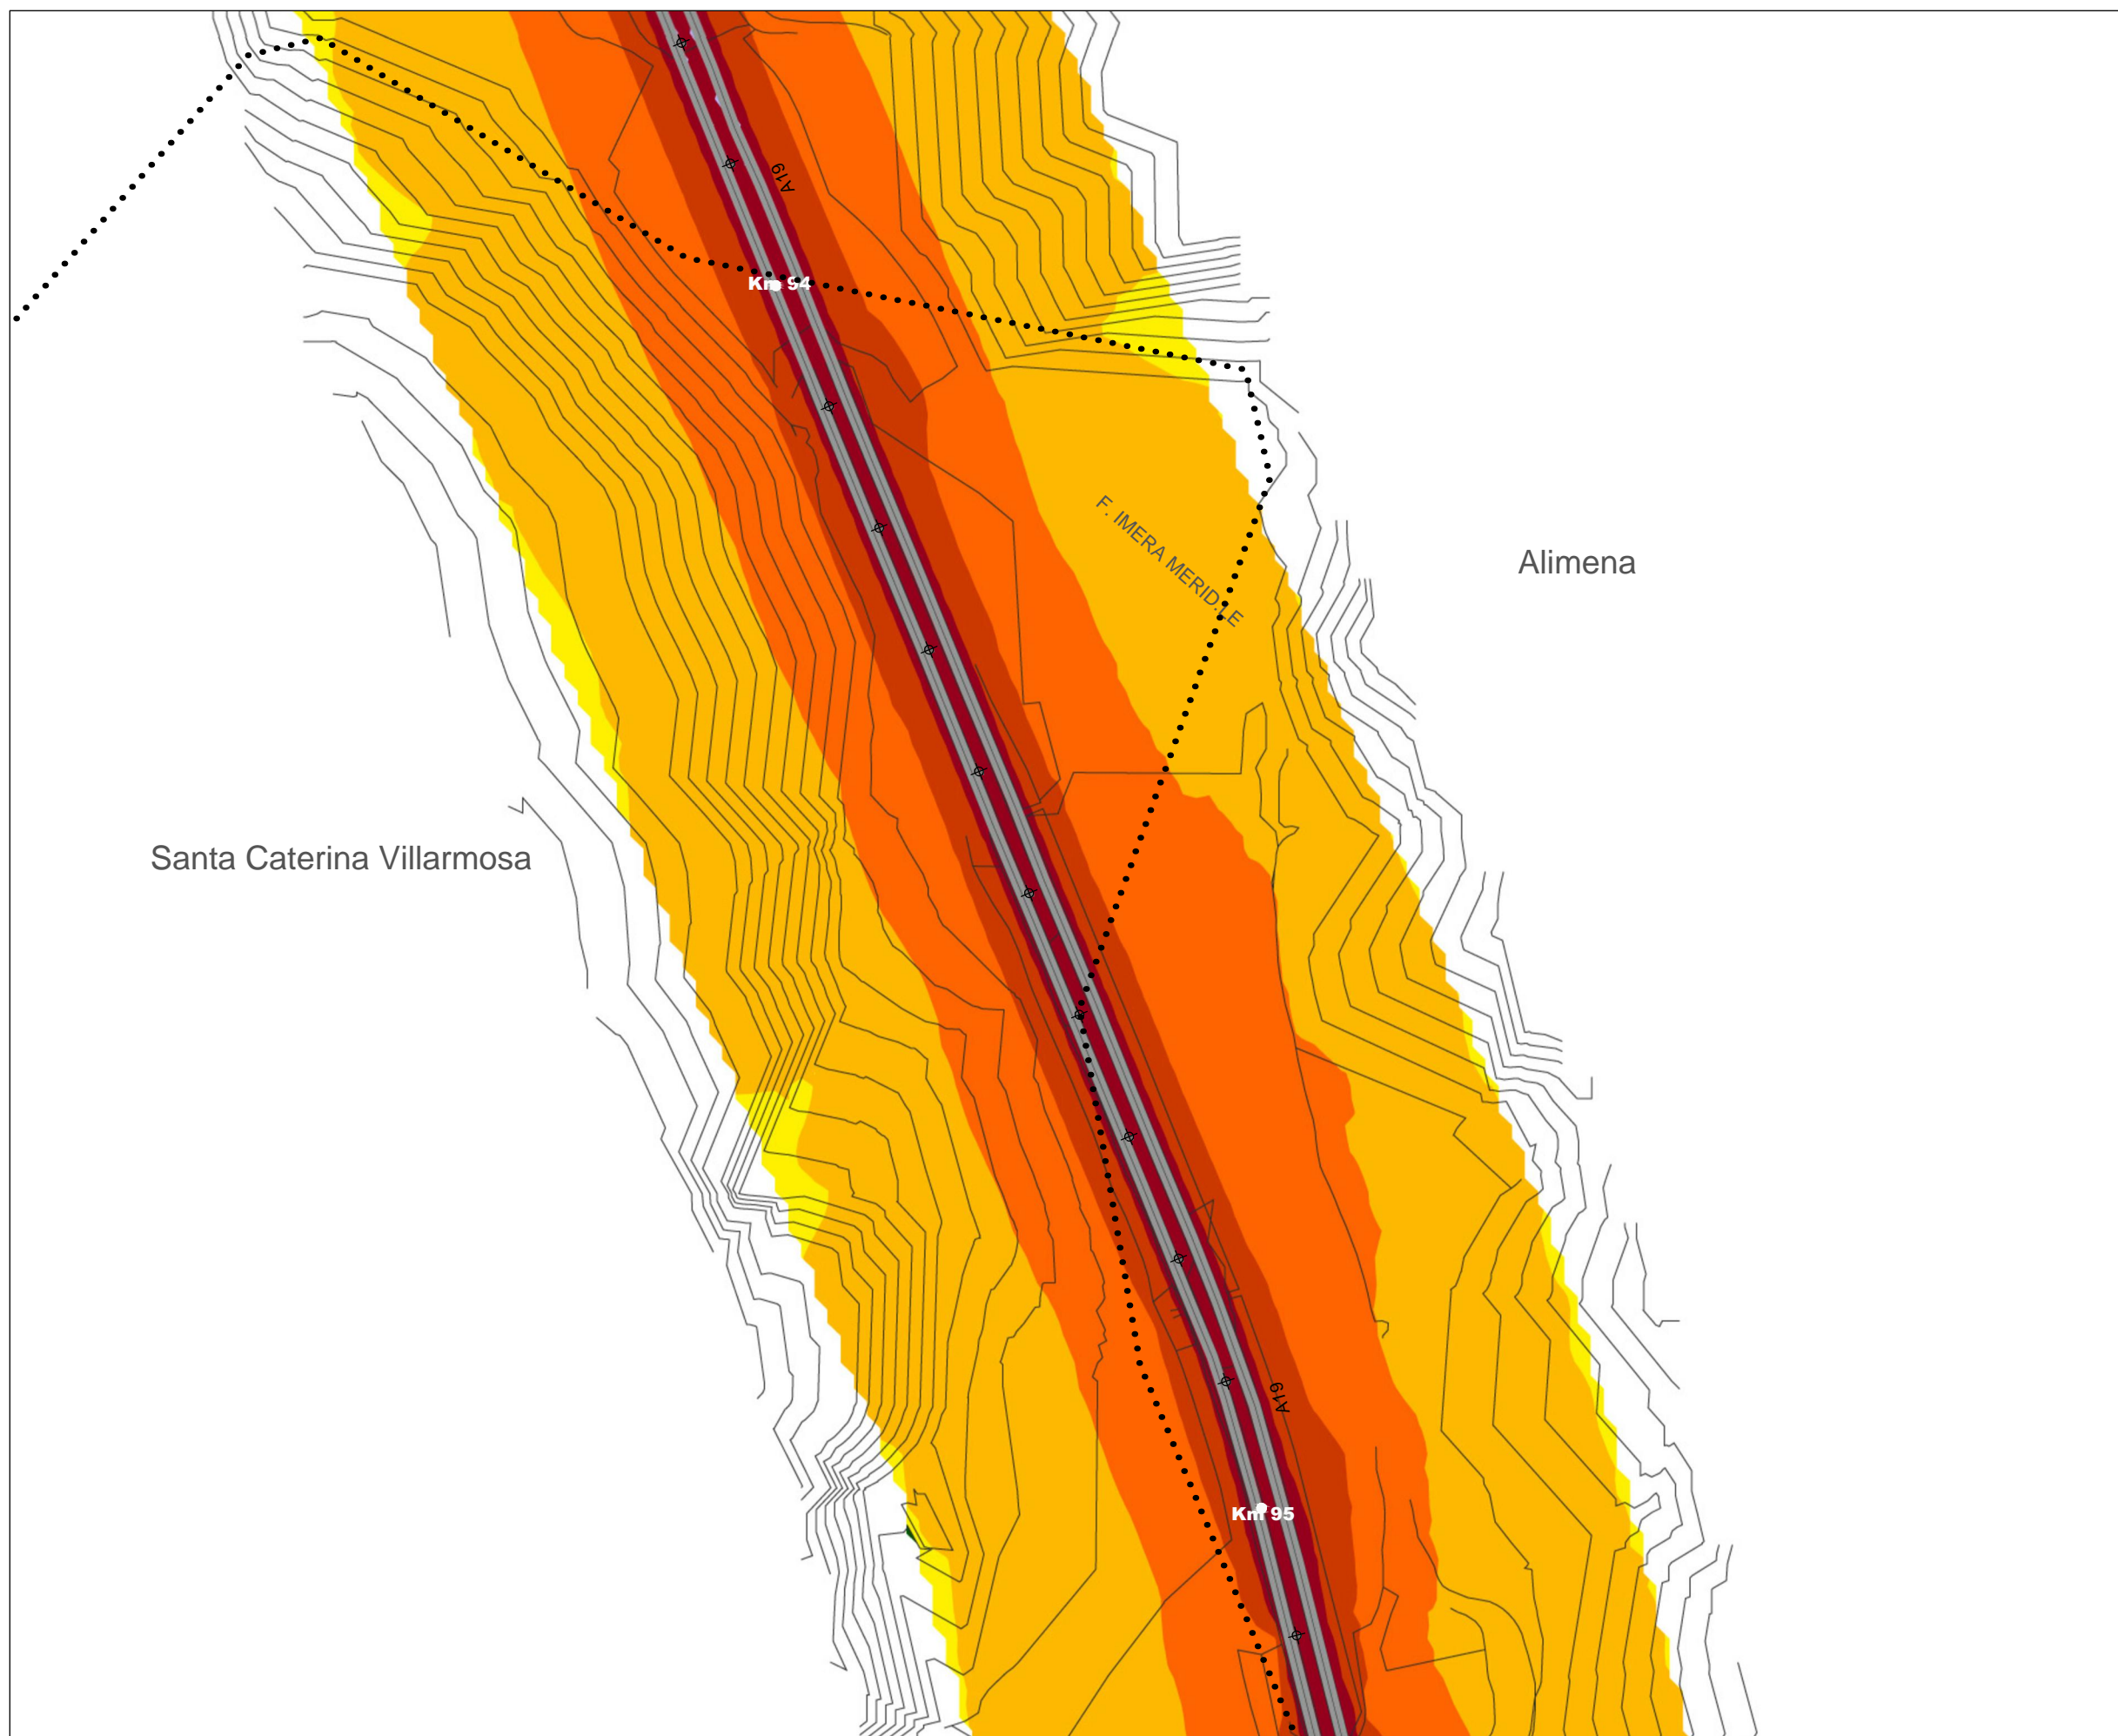 A19
Km 94
F. IMERA MERID.LE
Alimena
Santa Caterina Villarmosa
A19
Km 95